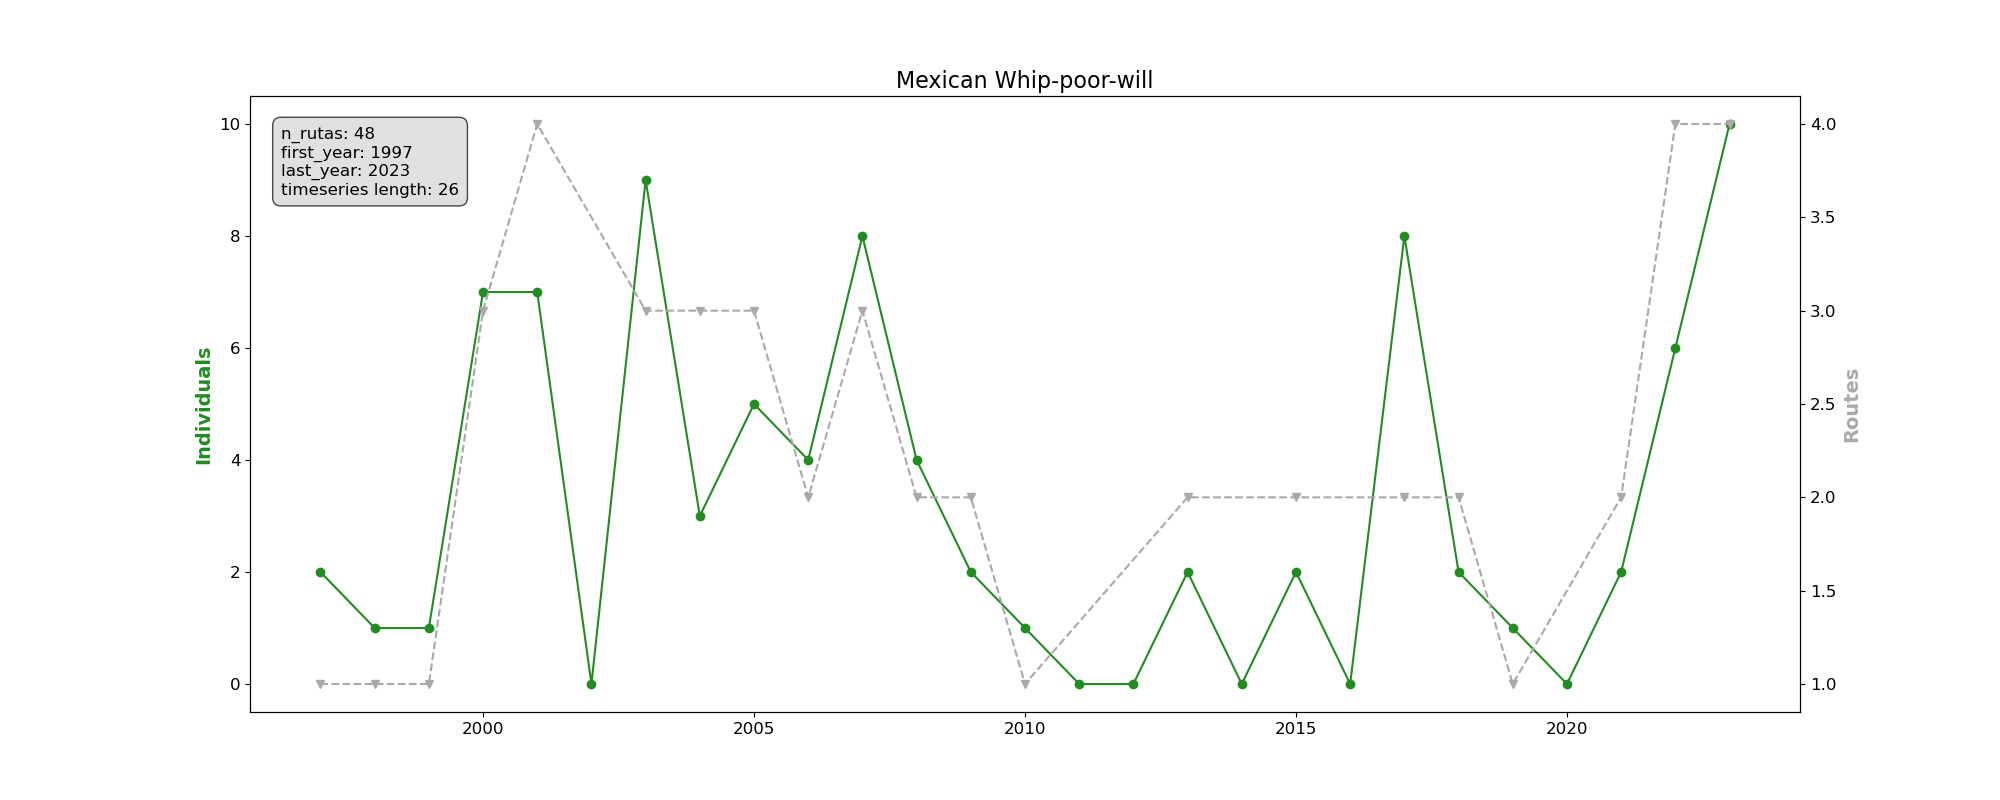 Mexican Whip-poor-will
n_rutas: 48
first_year: 1997
last_year: 2023
timeseries length: 26
10
8
6
4
2
0
Individuals
4.0
3.5
3.0
2.5
2.0
1.5
1.0
Routes
2000
2005
2010
2015
2020